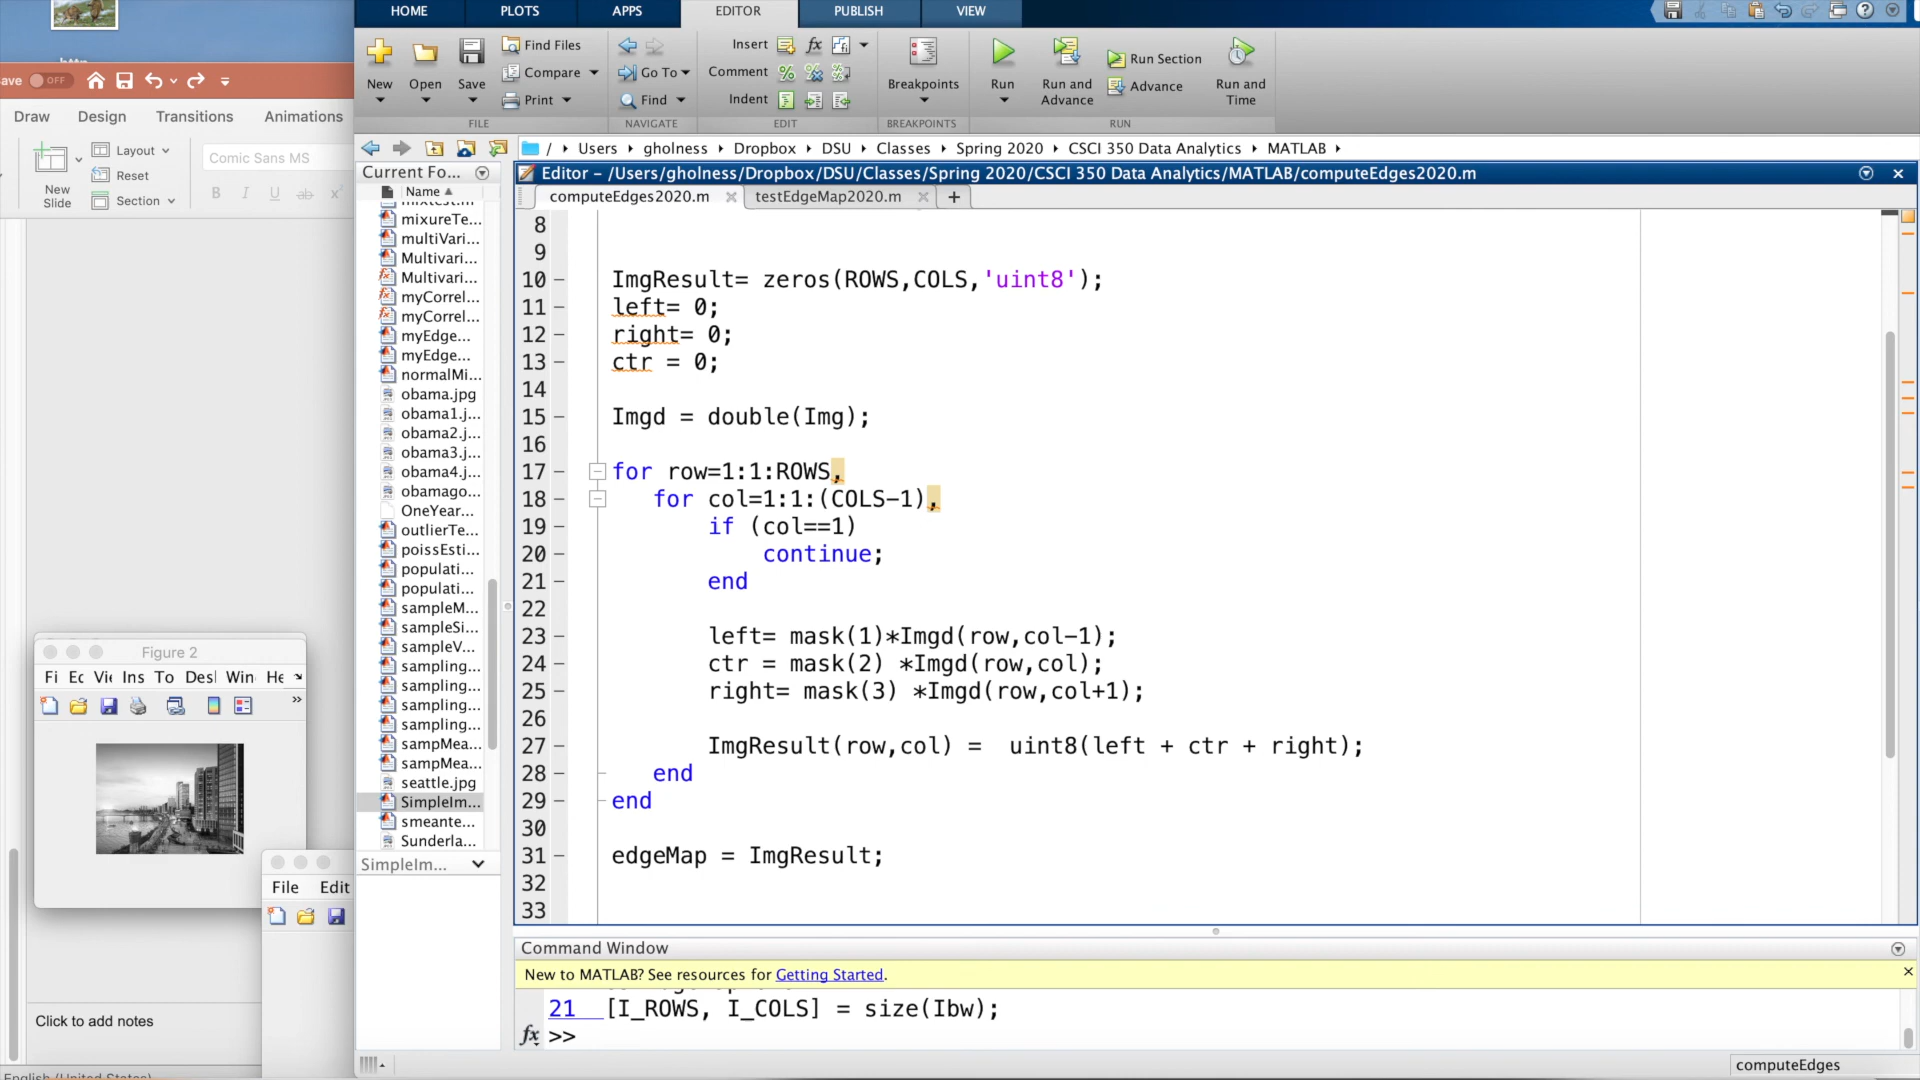 HOME PLOTS APPS EDITOR PUBLISH VIEW
New
Open
Save
Find Files
Compare
Print
FILE
Go To
Find
NAVIGATE
Insert
Comment
Indent
EDIT
Breakpoints
BREAKPOINTS
Run
Run and
Advance
Run Section
Advance
Run and
Time
RUN
ave OFF
Draw Design Transitions Animations
New
Slide
Layout
Reset
Section
Comic Sans MS
B I U ab
/ Users gholness Dropbox DSU Classes Spring 2020 CSCI 350 Data Analytics MATLAB
Current Fo...
Name
mixtest.m
mixureTe...
multiVari...
Multivari...
Multivari...
myCorrel...
myCorrel...
myEdge...
myEdge...
normalMi...
obama.jpg
obama1.j...
obama2.j...
obama3.j...
obama4.j...
obamago...
OneYear...
outlierTe...
poissEsti...
populati...
populati...
sampleM...
sampleSi...
sampleV...
sampling...
sampling...
sampling...
sampling...
sampMea...
sampMea...
seattle.jpg
SimpleIm...
smeante...
Sunderla...
SimpleIm...
Editor – /Users/gholness/Dropbox/DSU/Classes/Spring 2020/CSCI 350 Data Analytics/MATLAB/computeEdges2020.m
computeEdges2020.m testEdgeMap2020.m
8
9
10 ImgResult= zeros(ROWS,COLS,'uint8');
11 left= 0;
12 right= 0;
13 ctr = 0;
14
15 Imgd = double(Img);
16
17 for row=1:1:ROWS,
18 for col=1:1:(COLS-1),
19 if (col==1)
20 continue;
21 end
22
23 left= mask(1)*Imgd(row,col-1);
24 ctr = mask(2) *Imgd(row,col);
25 right= mask(3) *Imgd(row,col+1);
26
27 ImgResult(row,col) = uint8(left + ctr + right);
28 end
29 end
30
31 edgeMap = ImgResult;
32
33
Figure 2
Fi Ec Vie Ins To Desl Win He
File Edit
Click to add notes
English (United States)
Command Window
New to MATLAB? See resources for Getting Started.
21 [I_ROWS, I_COLS] = size(Ibw);
fx >>
computeEdges